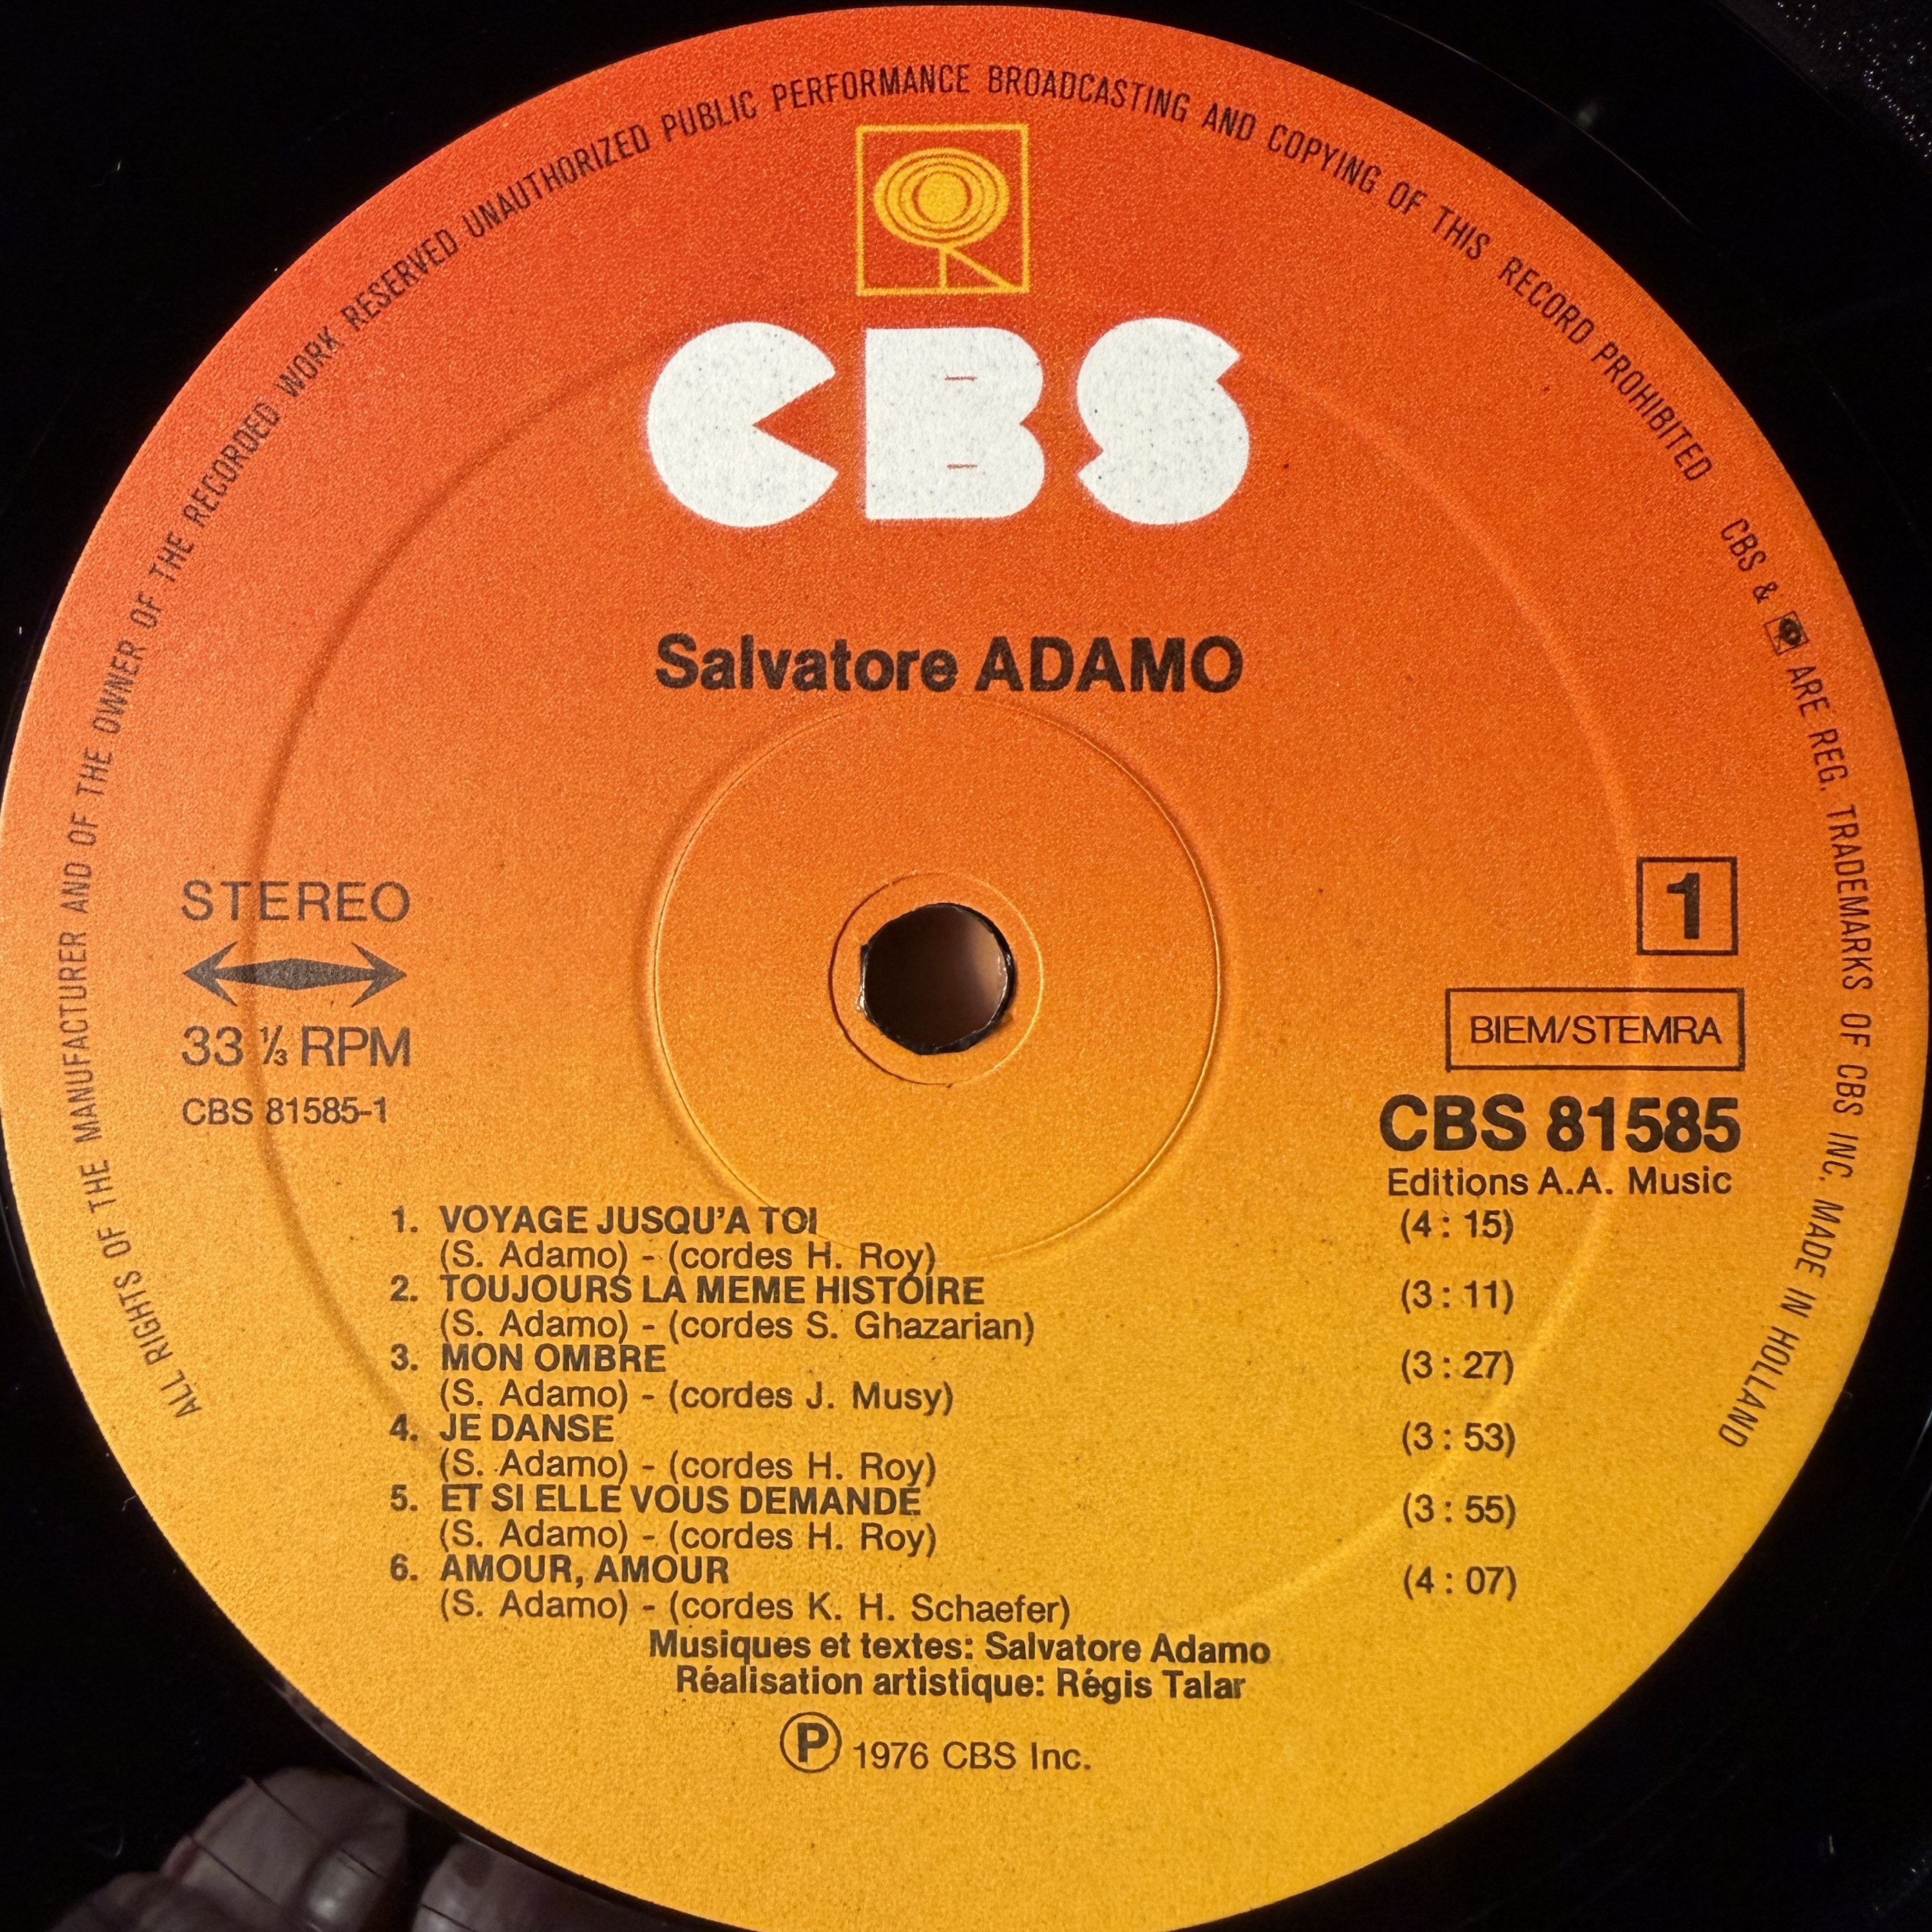 ALL RIGHTS OF THE MANUFACTURER AND OF THE OWNER OF THE RECORDED WORK RESERVED UNAUTHORIZED PUBLIC PERFORMANCE BROADCASTING AND COPYING OF THIS RECORD PROHIBITED CBS & ARE REG. TRADEMARKS OF CBS INC. MADE IN HOLLAND
CBS
Salvatore ADAMO
STEREO
33 ⅓ RPM
CBS 81585-1
1
BIEM/STEMRA
CBS 81585
Editions A.A. Music
1. VOYAGE JUSQU'A TOI (4 : 15)
(S. Adamo) - (cordes H. Roy)
2. TOUJOURS LA MEME HISTOIRE (3 : 11)
(S. Adamo) - (cordes S. Ghazarian)
3. MON OMBRE (3 : 27)
(S. Adamo) - (cordes J. Musy)
4. JE DANSE (3 : 53)
(S. Adamo) - (cordes H. Roy)
5. ET SI ELLE VOUS DEMANDE (3 : 55)
(S. Adamo) - (cordes H. Roy)
6. AMOUR, AMOUR (4 : 07)
(S. Adamo) - (cordes K. H. Schaefer)
Musiques et textes: Salvatore Adamo
Réalisation artistique: Régis Talar
Ⓟ 1976 CBS Inc.